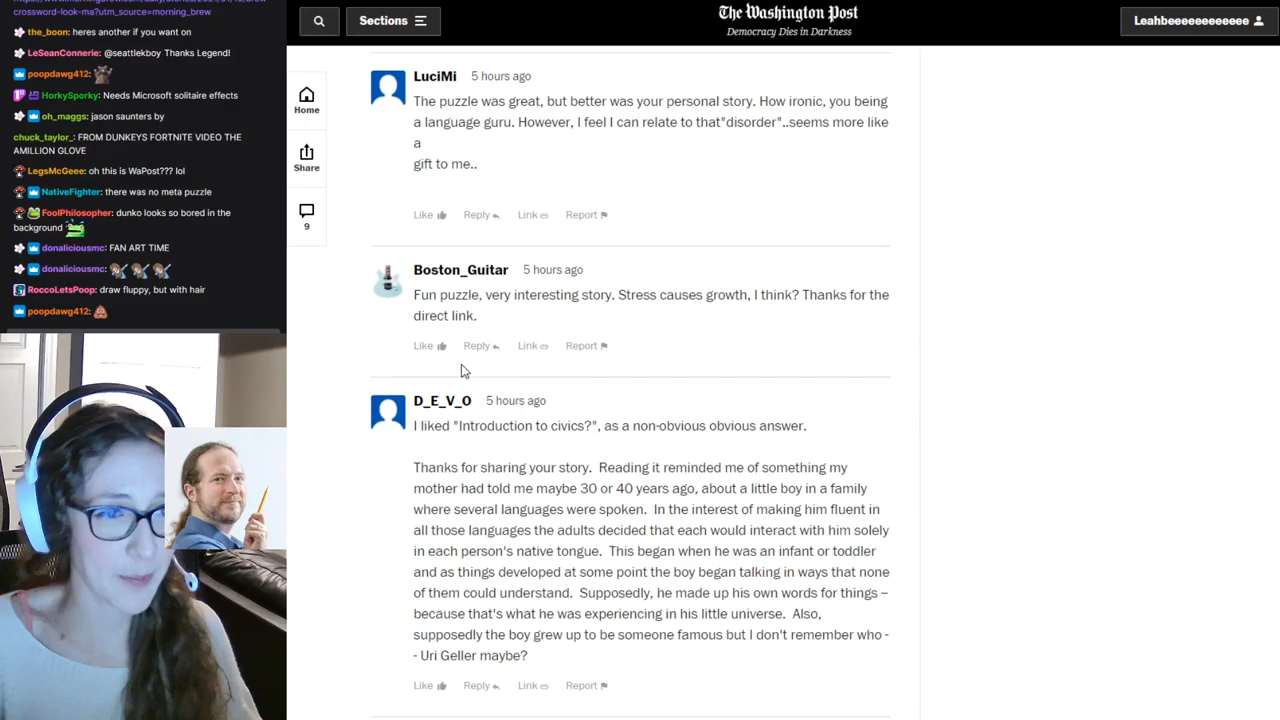 crossword-look-ma?utm_source=morning_brew
the_boon: heres another if you want on
LeSeanConnerie: @seattlekboy Thanks Legend!
poopdawg412:
HorkySporky: Needs Microsoft solitaire effects
oh_maggs: jason saunters by
chuck_taylor_: FROM DUNKEYS FORTNITE VIDEO THE
AMILLION GLOVE
LegsMcGeee: oh this is WaPost??? lol
NativeFighter: there was no meta puzzle
FoolPhilosopher: dunko looks so bored in the
background
donaliciousmc: FAN ART TIME
donaliciousmc:
RoccoLetsPoop: draw fluppy, but with hair
poopdawg412:
Sections
The Washington Post
Democracy Dies in Darkness
Leahbeeeeeeeeeeee
Home
Share
9
LuciMi 5 hours ago
The puzzle was great, but better was your personal story. How ironic, you being
a language guru. However, I feel I can relate to that"disorder"..seems more like
a
gift to me..
Like Reply Link Report
Boston_Guitar 5 hours ago
Fun puzzle, very interesting story. Stress causes growth, I think? Thanks for the
direct link.
Like Reply Link Report
D_E_V_O 5 hours ago
I liked "Introduction to civics?", as a non-obvious obvious answer.
Thanks for sharing your story. Reading it reminded me of something my
mother had told me maybe 30 or 40 years ago, about a little boy in a family
where several languages were spoken. In the interest of making him fluent in
all those languages the adults decided that each would interact with him solely
in each person's native tongue. This began when he was an infant or toddler
and as things developed at some point the boy began talking in ways that none
of them could understand. Supposedly, he made up his own words for things –
because that's what he was experiencing in his little universe. Also,
supposedly the boy grew up to be someone famous but I don't remember who -
- Uri Geller maybe?
Like Reply Link Report